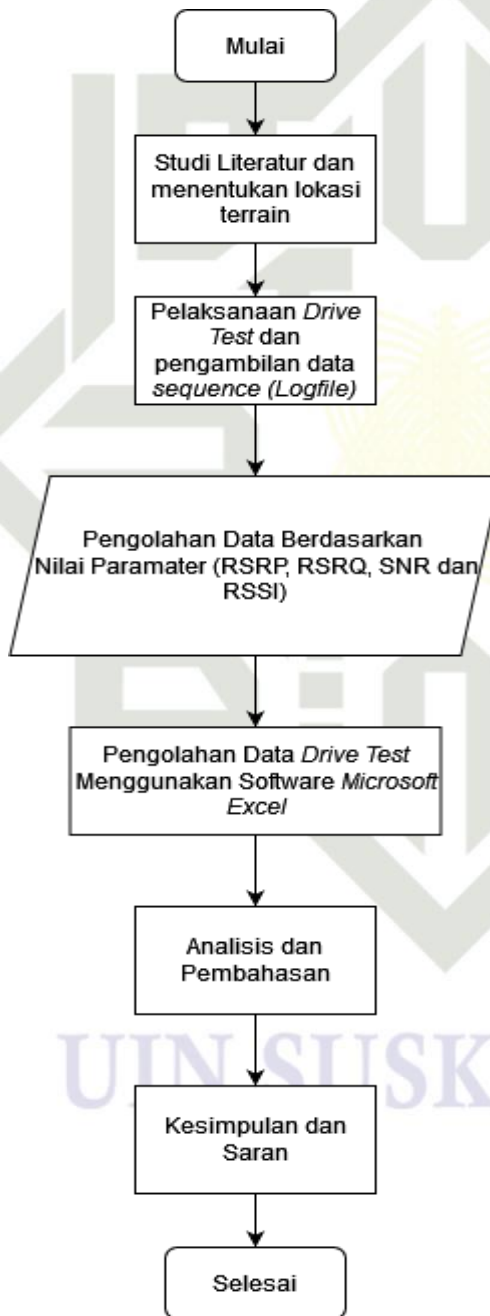 Mulai
Studi Literatur dan
menentukan lokasi
terrain
Pelaksanaan Drive
Test dan
pengambilan data
sequence (Logfile)
Pengolahan Data Berdasarkan
Nilai Paramater (RSRP, RSRQ, SNR dan
RSSI)
Pengolahan Data Drive Test
Menggunakan Software Microsoft
Excel
Analisis dan
Pembahasan
UIN SUSK
Kesimpulan dan
Saran
Selesai